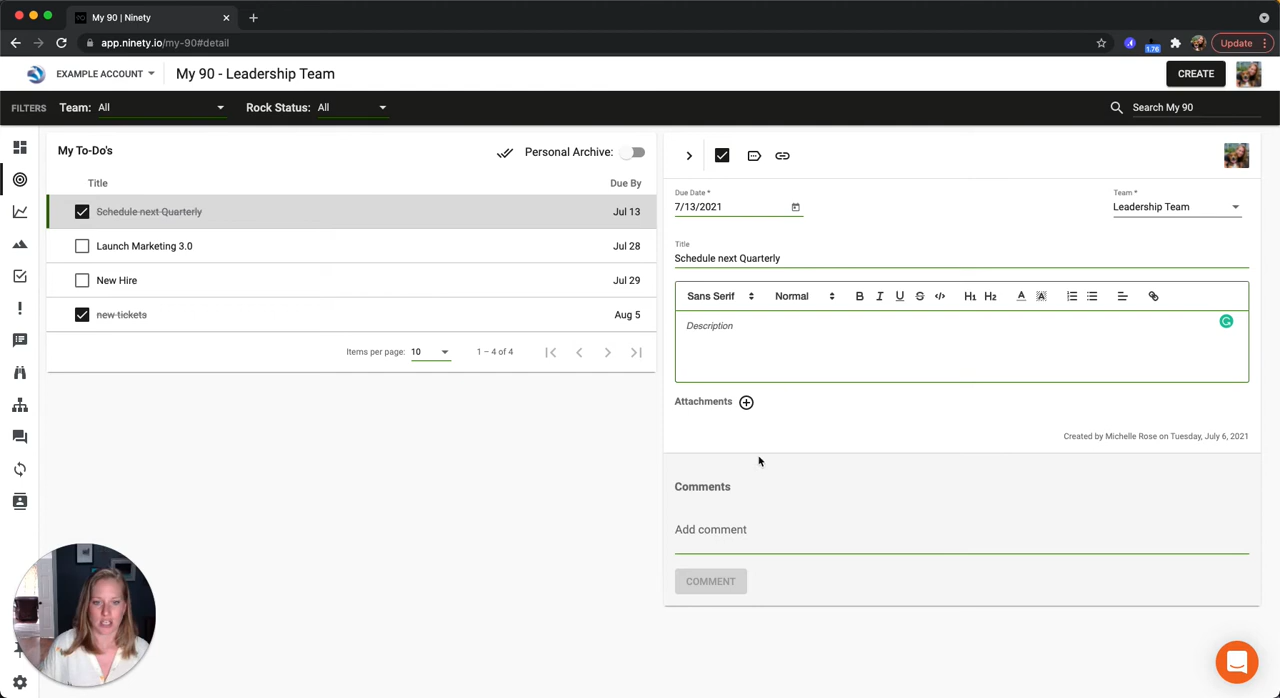 My 90 | Ninety
app.ninety.io/my-90#detail
1.76
Update
EXAMPLE ACCOUNT
My 90 - Leadership Team
CREATE
FILTERS Team: All Rock Status: All
Search My 90
My To-Do's
Personal Archive:
Title Due By
Schedule next Quarterly Jul 13
Launch Marketing 3.0 Jul 28
New Hire Jul 29
new tickets Aug 5
Items per page: 10 1 – 4 of 4
Due Date *
7/13/2021
Team *
Leadership Team
Title
Schedule next Quarterly
Sans Serif Normal B I U S </> H1 H2 A A
Description
Attachments
Created by Michelle Rose on Tuesday, July 6, 2021
Comments
Add comment
COMMENT